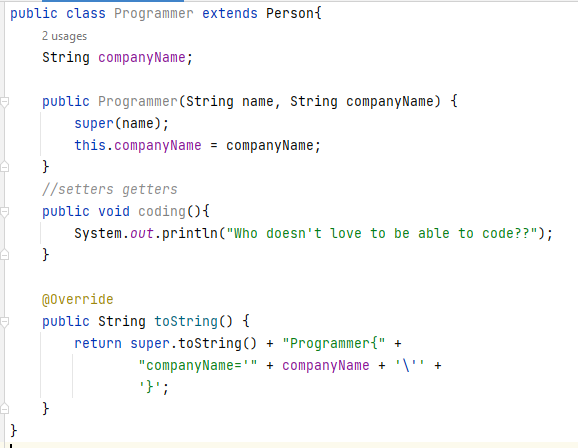 public class Programmer extends Person{
2 usages
String companyName;
public Programmer(String name, String companyName) {
super(name);
this.companyName = companyName;
}
//setters getters
public void coding(){
System.out.println("Who doesn't love to be able to code??");
}
@Override
public String toString() {
return super.toString() + "Programmer{" +
"companyName='" + companyName + '\'' +
'}';
}
}